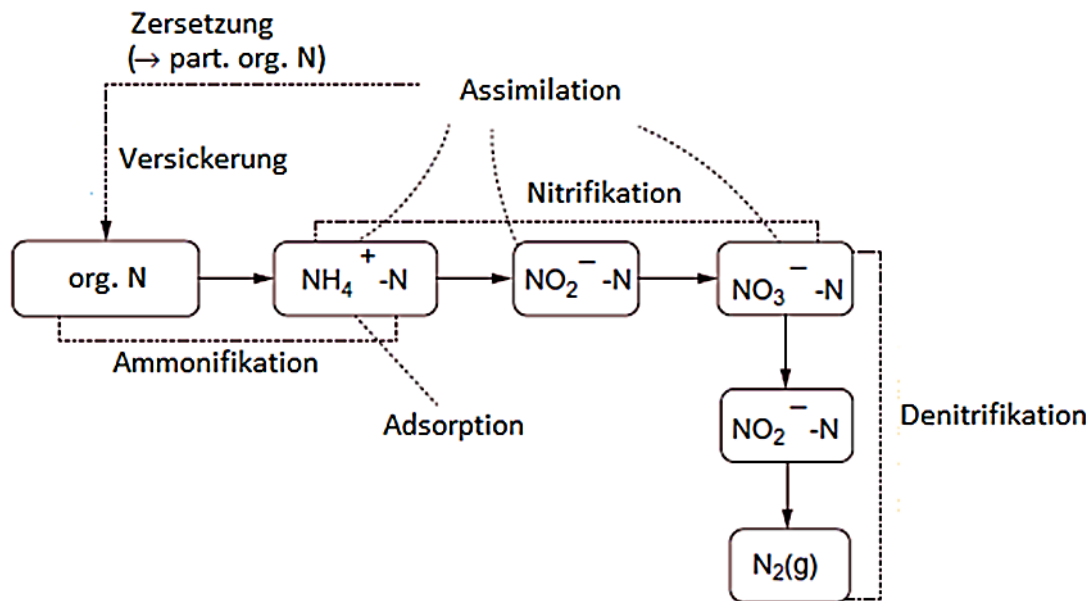 Zersetzung
(→ part. org. N)
Assimilation
Versickerung
Nitrifikation
org. N
NH₄⁺-N
NO₂⁻-N
NO₃⁻-N
Ammonifikation
Adsorption
NO₂⁻-N
Denitrifikation
N₂(g)